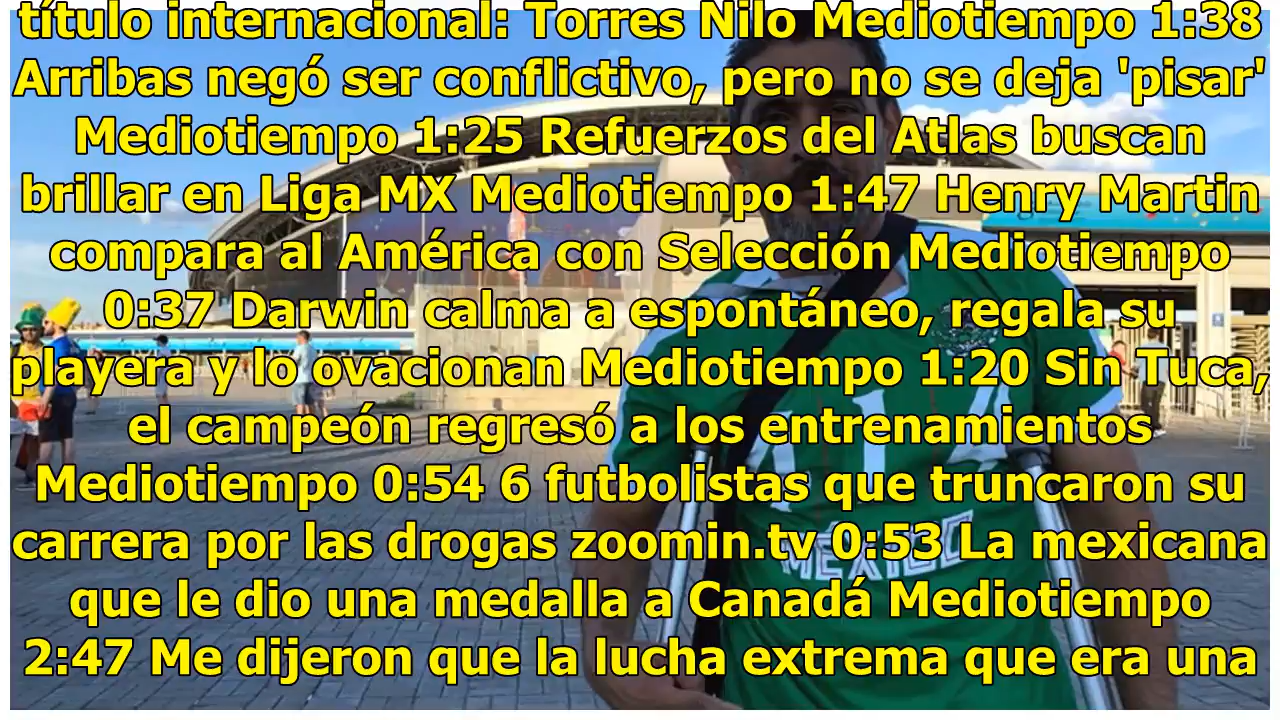 título internacional: Torres Nilo Mediotiempo 1:38
Arribas negó ser conflictivo, pero no se deja 'pisar'
Mediotiempo 1:25 Refuerzos del Atlas buscan
brillar en Liga MX Mediotiempo 1:47 Henry Martin
compara al América con Selección Mediotiempo
0:37 Darwin calma a espontáneo, regala su
playera y lo ovacionan Mediotiempo 1:20 Sin Tuca,
el campeón regresó a los entrenamientos
Mediotiempo 0:54 6 futbolistas que truncaron su
carrera por las drogas zoomin.tv 0:53 La mexicana
que le dio una medalla a Canadá Mediotiempo
2:47 Me dijeron que la lucha extrema que era una
MÉXICO